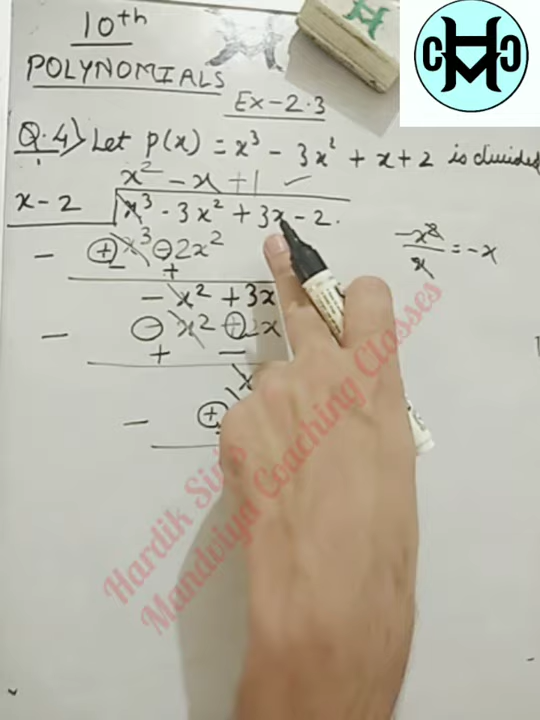 10th
POLYNOMIALS
Ex-2.3
Q.4) Let p(x) = x³ - 3x² + x + 2 is divided
x² - x + 1 ✓
x - 2 x³ - 3x² + 3x - 2.
- x³ - 2x² -x²/x = -x
- +
- x² + 3x
- - x² + 2x
+ -
x
-
Hardik Sir's
Mandolya Coaching Classes